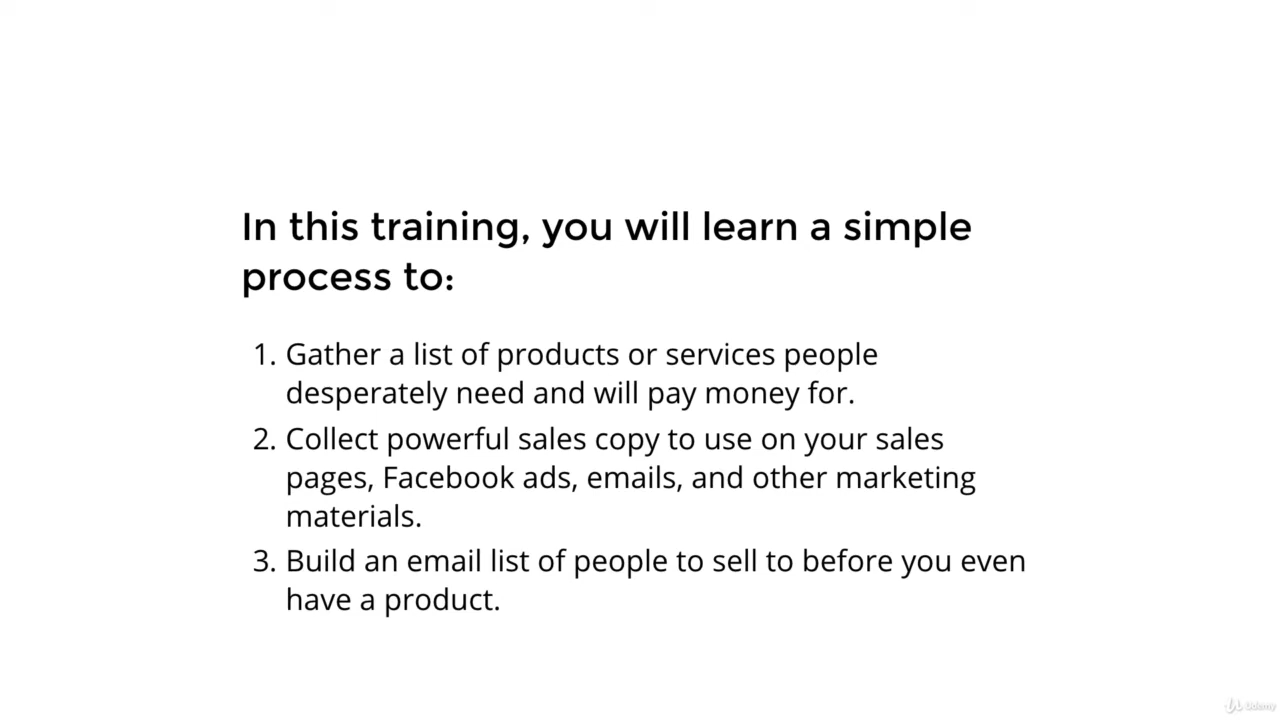 In this training, you will learn a simple
process to:
1. Gather a list of products or services people
desperately need and will pay money for.
2. Collect powerful sales copy to use on your sales
pages, Facebook ads, emails, and other marketing
materials.
3. Build an email list of people to sell to before you even
have a product.
Udemy